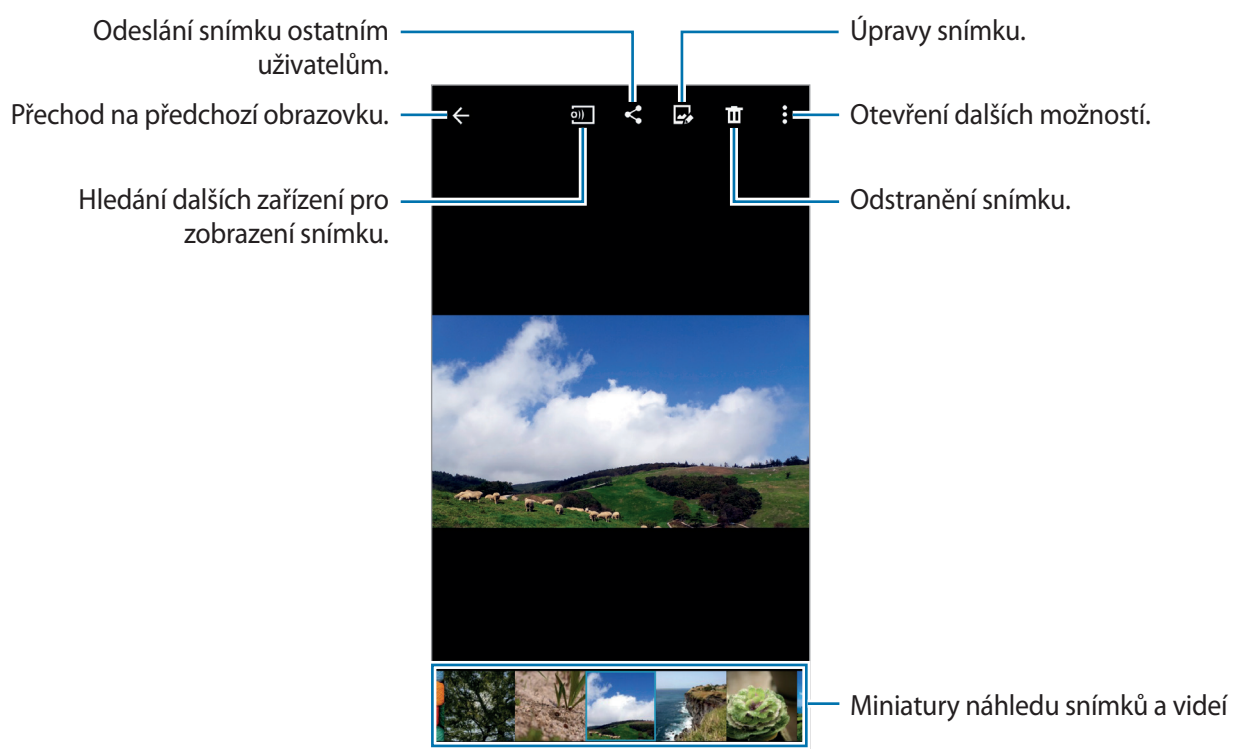 Odeslání snímku ostatním
uživatelům.
Přechod na předchozí obrazovku.
Hledání dalších zařízení pro
zobrazení snímku.
Úpravy snímku.
Otevření dalších možností.
Odstranění snímku.
Miniatury náhledu snímků a videí